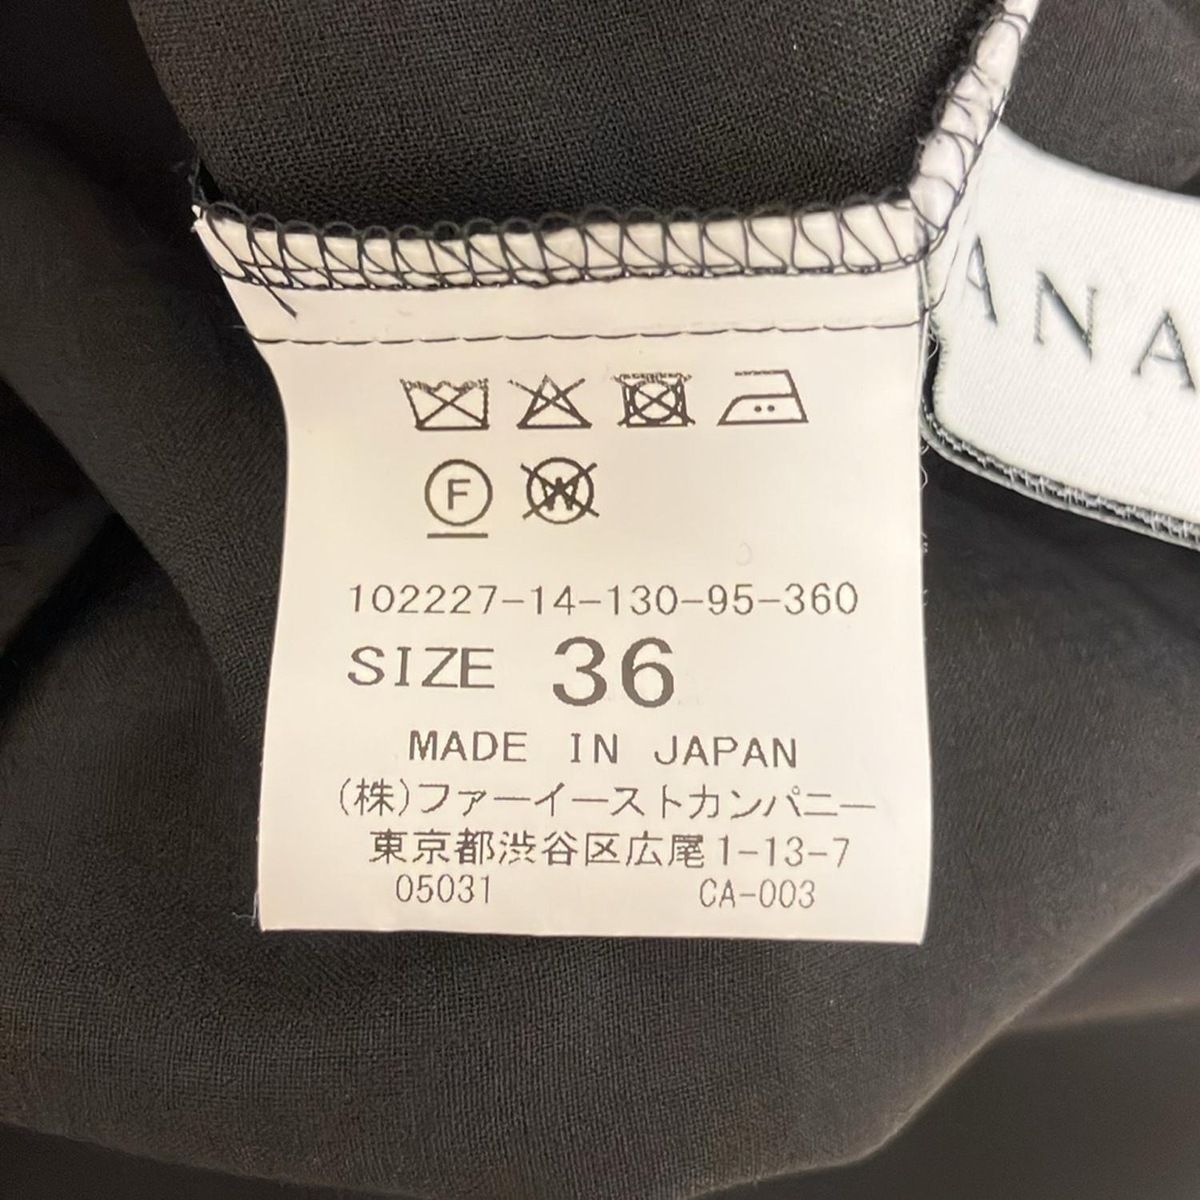 F
W
102227-14-130-95-360
SIZE 36
MADE IN JAPAN
(株)ファーイーストカンパニー
東京都渋谷区広尾1-13-7
05031 CA-003
ANA